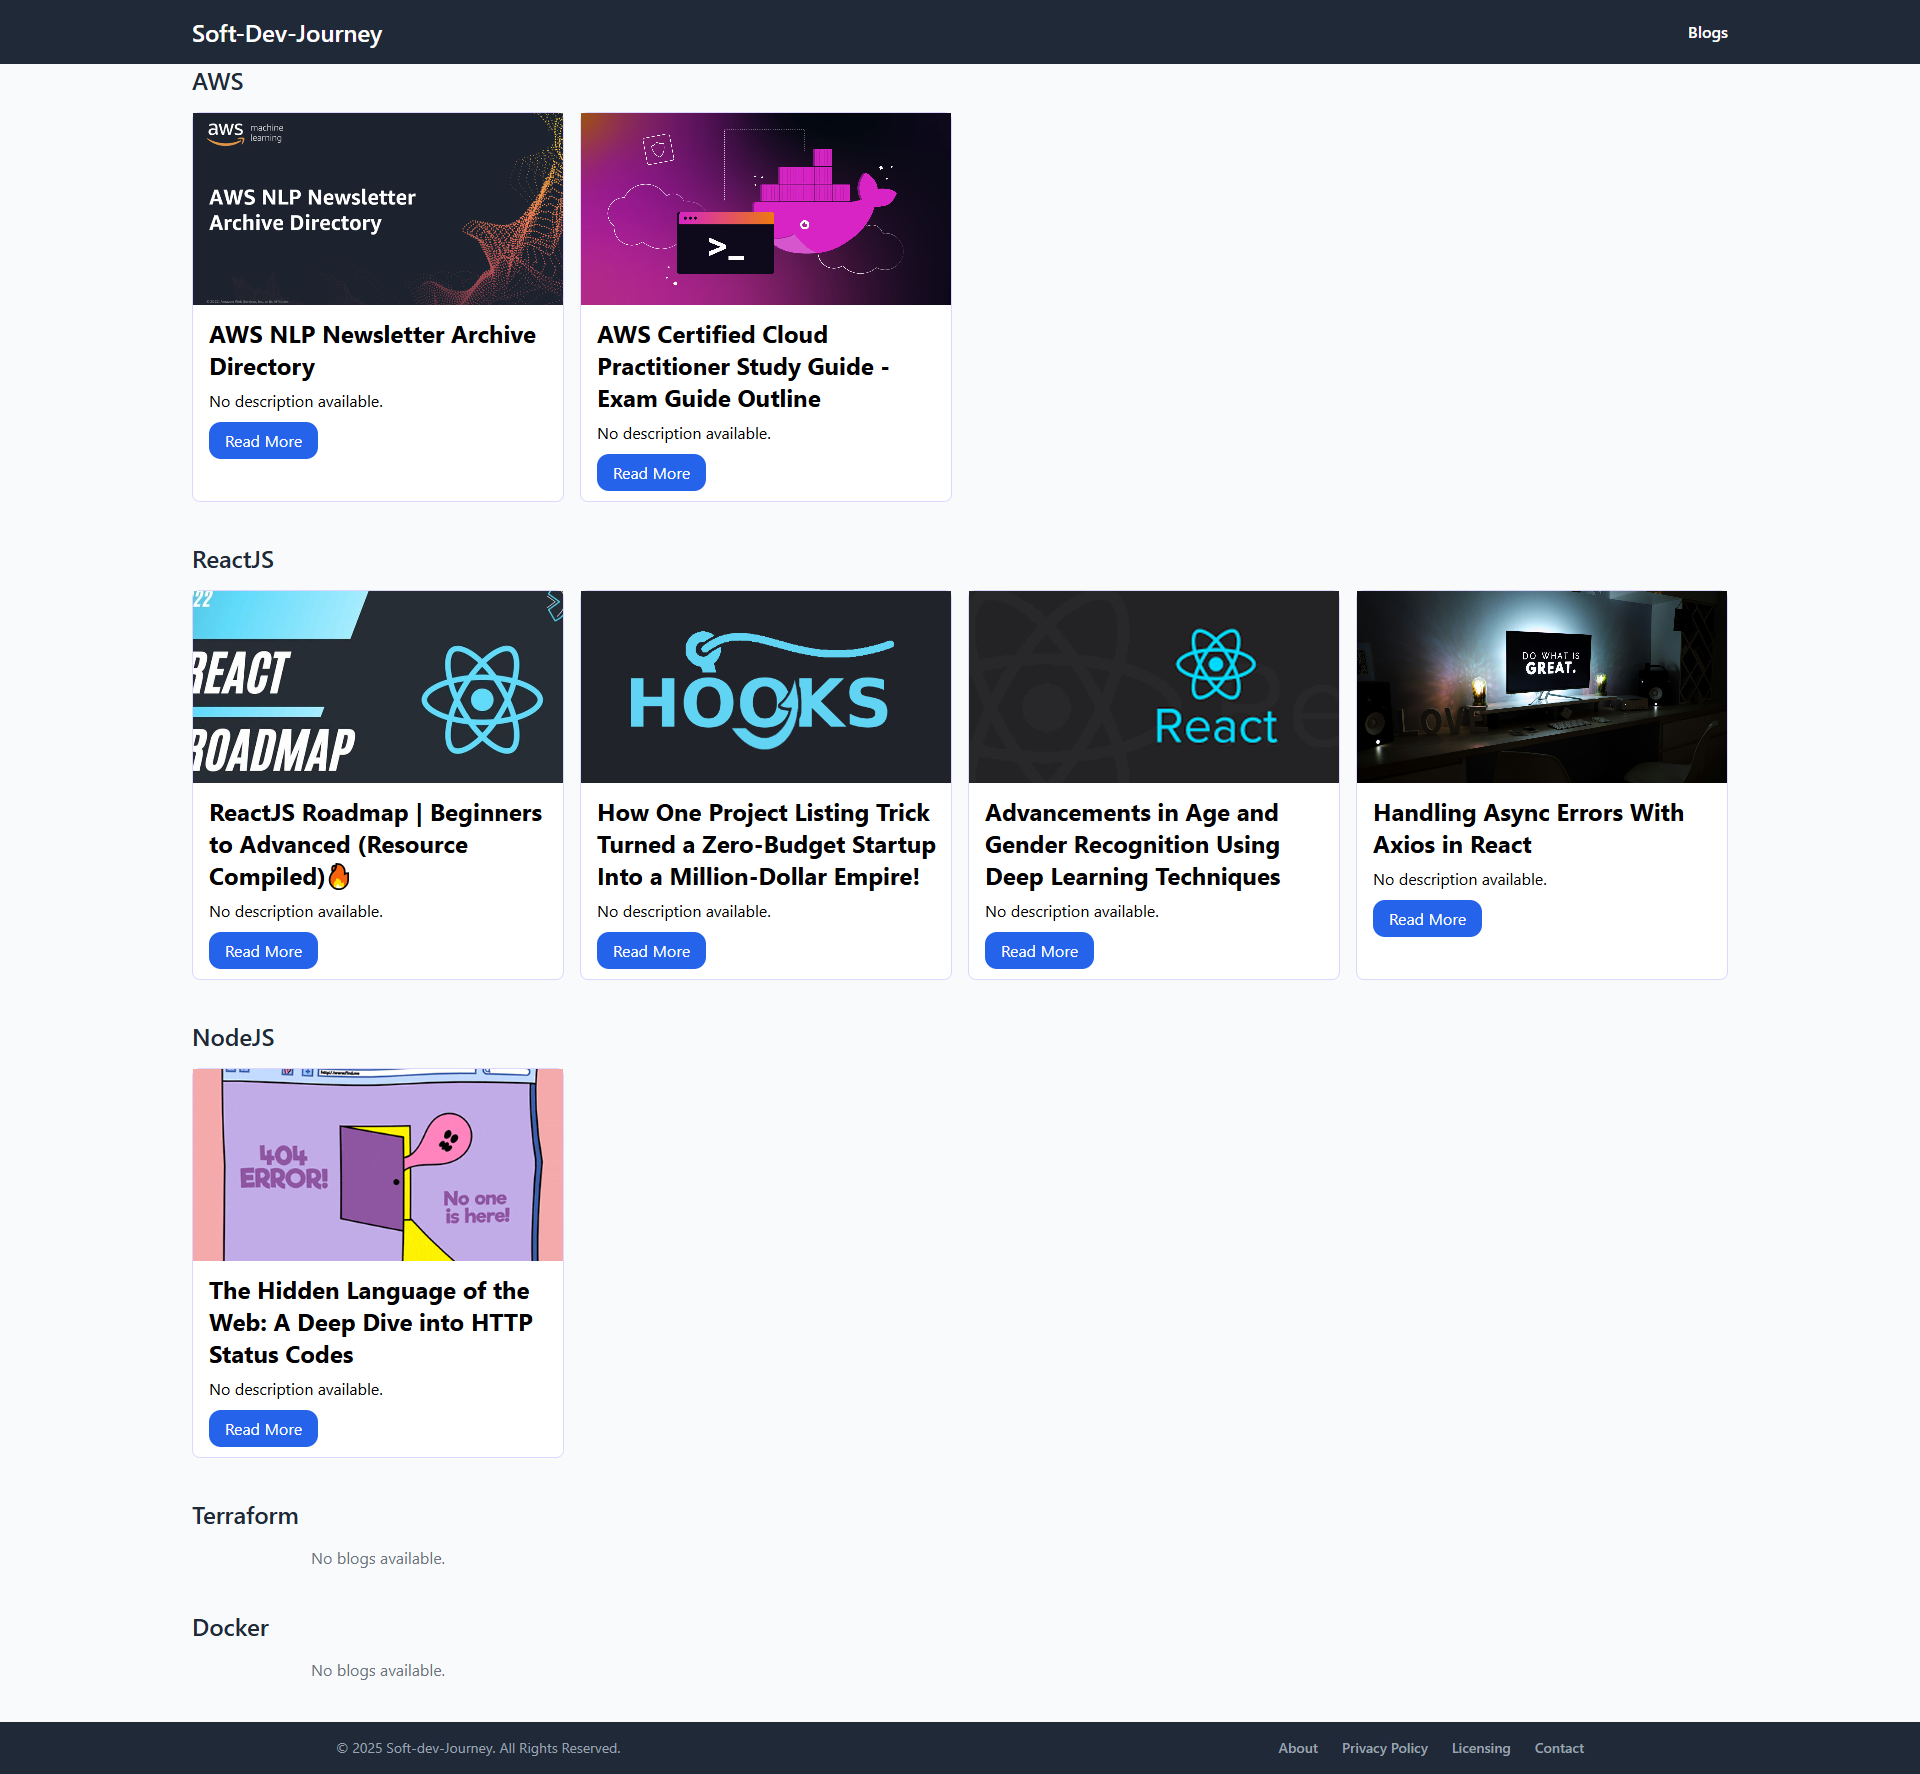 Soft-Dev-Journey
Blogs
AWS
aws machine
learning
AWS NLP Newsletter
Archive Directory
>_
AWS NLP Newsletter Archive
Directory
No description available.
Read More
AWS Certified Cloud
Practitioner Study Guide -
Exam Guide Outline
No description available.
Read More
ReactJS
22
REACT
ROADMAP
HOOKS
React
DO WHAT IS
GREAT.
LOVE
ReactJS Roadmap | Beginners
to Advanced (Resource
Compiled)🔥
No description available.
Read More
How One Project Listing Trick
Turned a Zero-Budget Startup
Into a Million-Dollar Empire!
No description available.
Read More
Advancements in Age and
Gender Recognition Using
Deep Learning Techniques
No description available.
Read More
Handling Async Errors With
Axios in React
No description available.
Read More
NodeJS
404
ERROR!
No one
is here!
The Hidden Language of the
Web: A Deep Dive into HTTP
Status Codes
No description available.
Read More
Terraform
No blogs available.
Docker
No blogs available.
© 2025 Soft-dev-Journey. All Rights Reserved.
About
Privacy Policy
Licensing
Contact